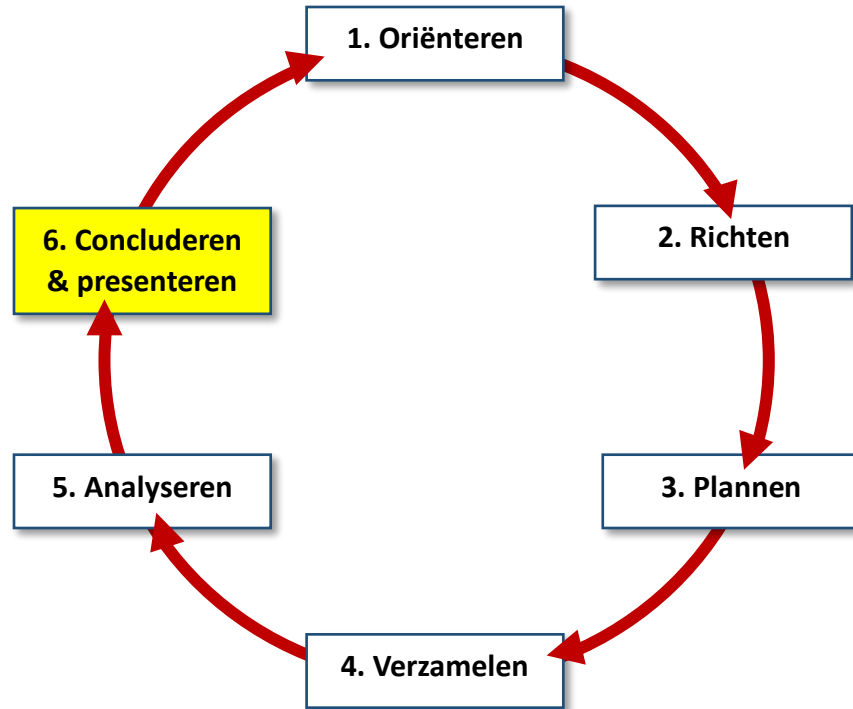 1. Oriënteren
2. Richten
3. Plannen
4. Verzamelen
5. Analyseren
6. Concluderen
& presenteren